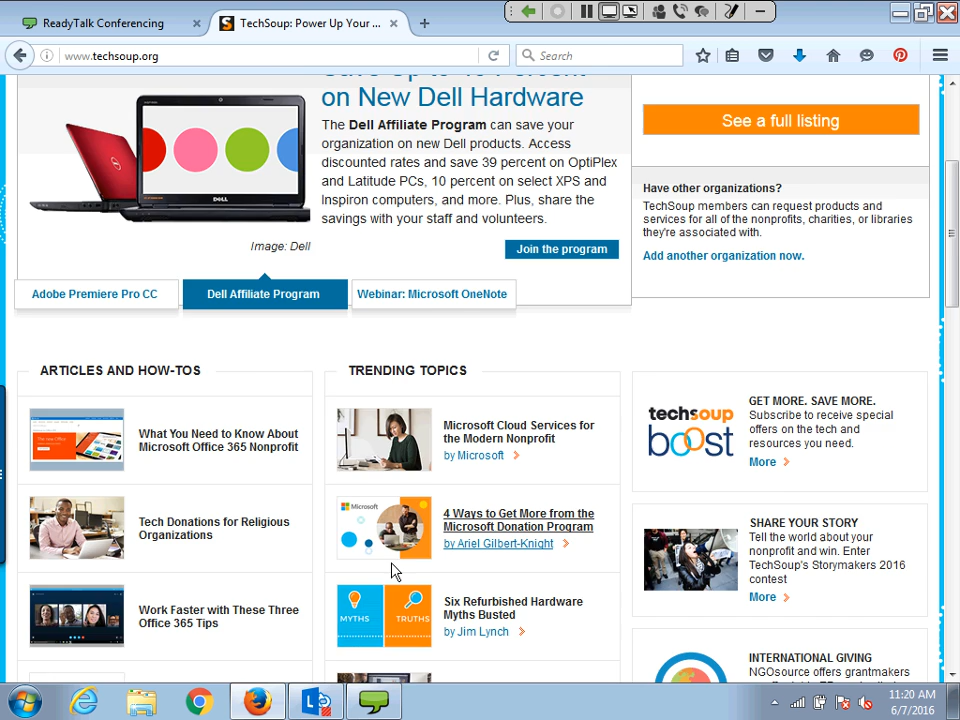 ReadyTalk Conferencing
TechSoup: Power Up Your ...
www.techsoup.org
Search
on New Dell Hardware
The Dell Affiliate Program can save your
organization on new Dell products. Access
discounted rates and save 39 percent on OptiPlex
and Latitude PCs, 10 percent on select XPS and
Inspiron computers, and more. Plus, share the
savings with your staff and volunteers.
DELL
Image: Dell
Join the program
Adobe Premiere Pro CC
Dell Affiliate Program
Webinar: Microsoft OneNote
See a full listing
Have other organizations?
TechSoup members can request products and
services for all of the nonprofits, charities, or libraries
they're associated with.
Add another organization now.
ARTICLES AND HOW-TOS
What You Need to Know About
Microsoft Office 365 Nonprofit
Tech Donations for Religious
Organizations
Work Faster with These Three
Office 365 Tips
TRENDING TOPICS
Microsoft Cloud Services for
the Modern Nonprofit
by Microsoft
Microsoft
4 Ways to Get More from the
Microsoft Donation Program
by Ariel Gilbert-Knight
MYTHS
TRUTHS
Six Refurbished Hardware
Myths Busted
by Jim Lynch
techsoup
boost
GET MORE. SAVE MORE.
Subscribe to receive special
offers on the tech and
resources you need.
More
SHARE YOUR STORY
Tell the world about your
nonprofit and win. Enter
TechSoup's Storymakers 2016
contest
More
INTERNATIONAL GIVING
NGOsource offers grantmakers
11:20 AM
6/7/2016